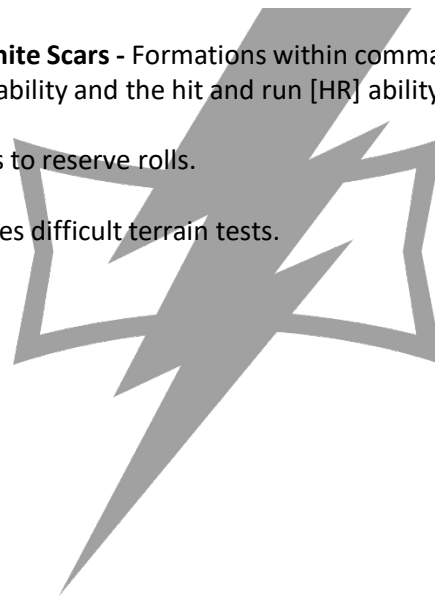 hite Scars - Formations within comma
ability and the hit and run [HR] ability
s to reserve rolls.
es difficult terrain tests.